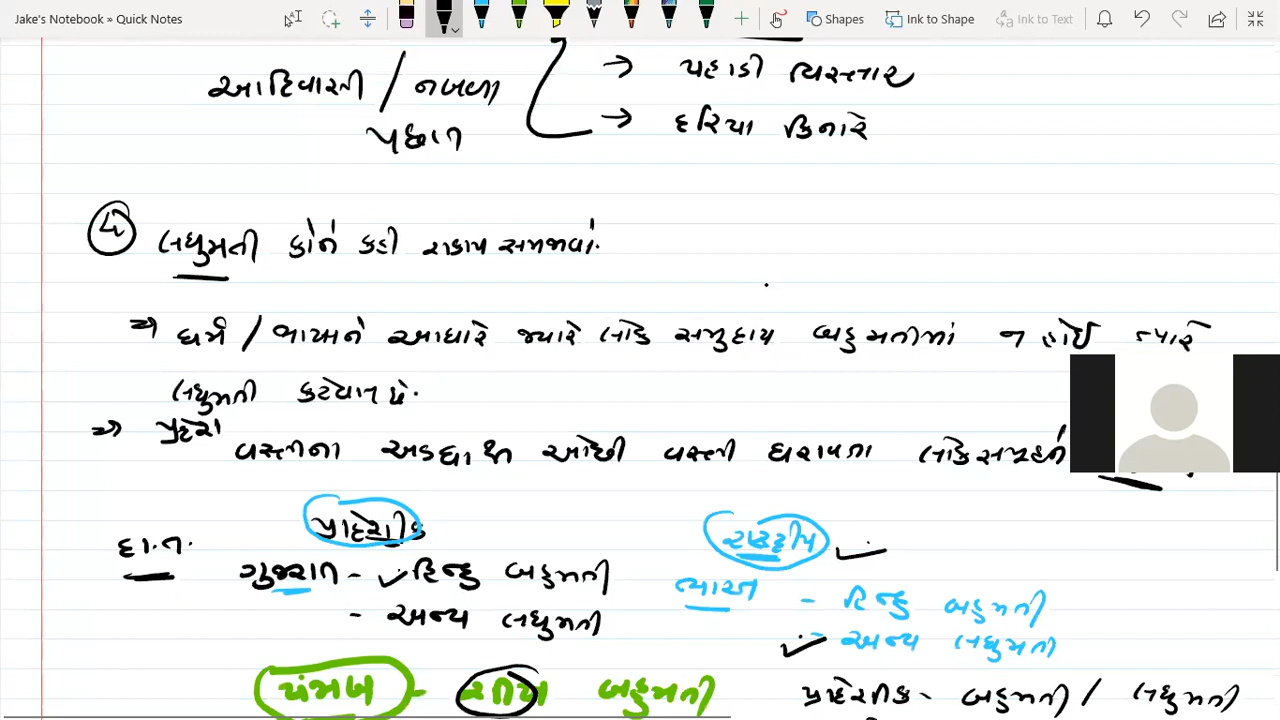 Jake's Notebook » Quick Notes
Shapes
Ink to Shape
Ink to Text
→ પહાડી વિસ્તાર
આદિવાસી / નબળા
→ દરિયા કિનારે
પછાત
૬ લઘુમતી કોને કહી શકાય સમજાવો.
⇒ ધર્મ / ભાષાને આધારે જ્યારે લોક સમુદાય બહુમતીમાં ન હોઈ ત્યારે
લઘુમતી કહેવાત છે.
⇒ પ્રદેશ
વસ્તીના અડધાથી ઓછી વસ્તી ધરાવતા લોકસમૂહને
પ્રાદેશીક
દા.ત. રાષ્ટ્રીય
ગુજરાત - હિન્દુ બહુમતી
ભારત - હિન્દુ બહુમતી
- અન્ય લઘુમતી
- અન્ય લઘુમતી
પંજાબ - બહુમતી
પ્રાદેશીક - બહુમતી / લઘુમતી